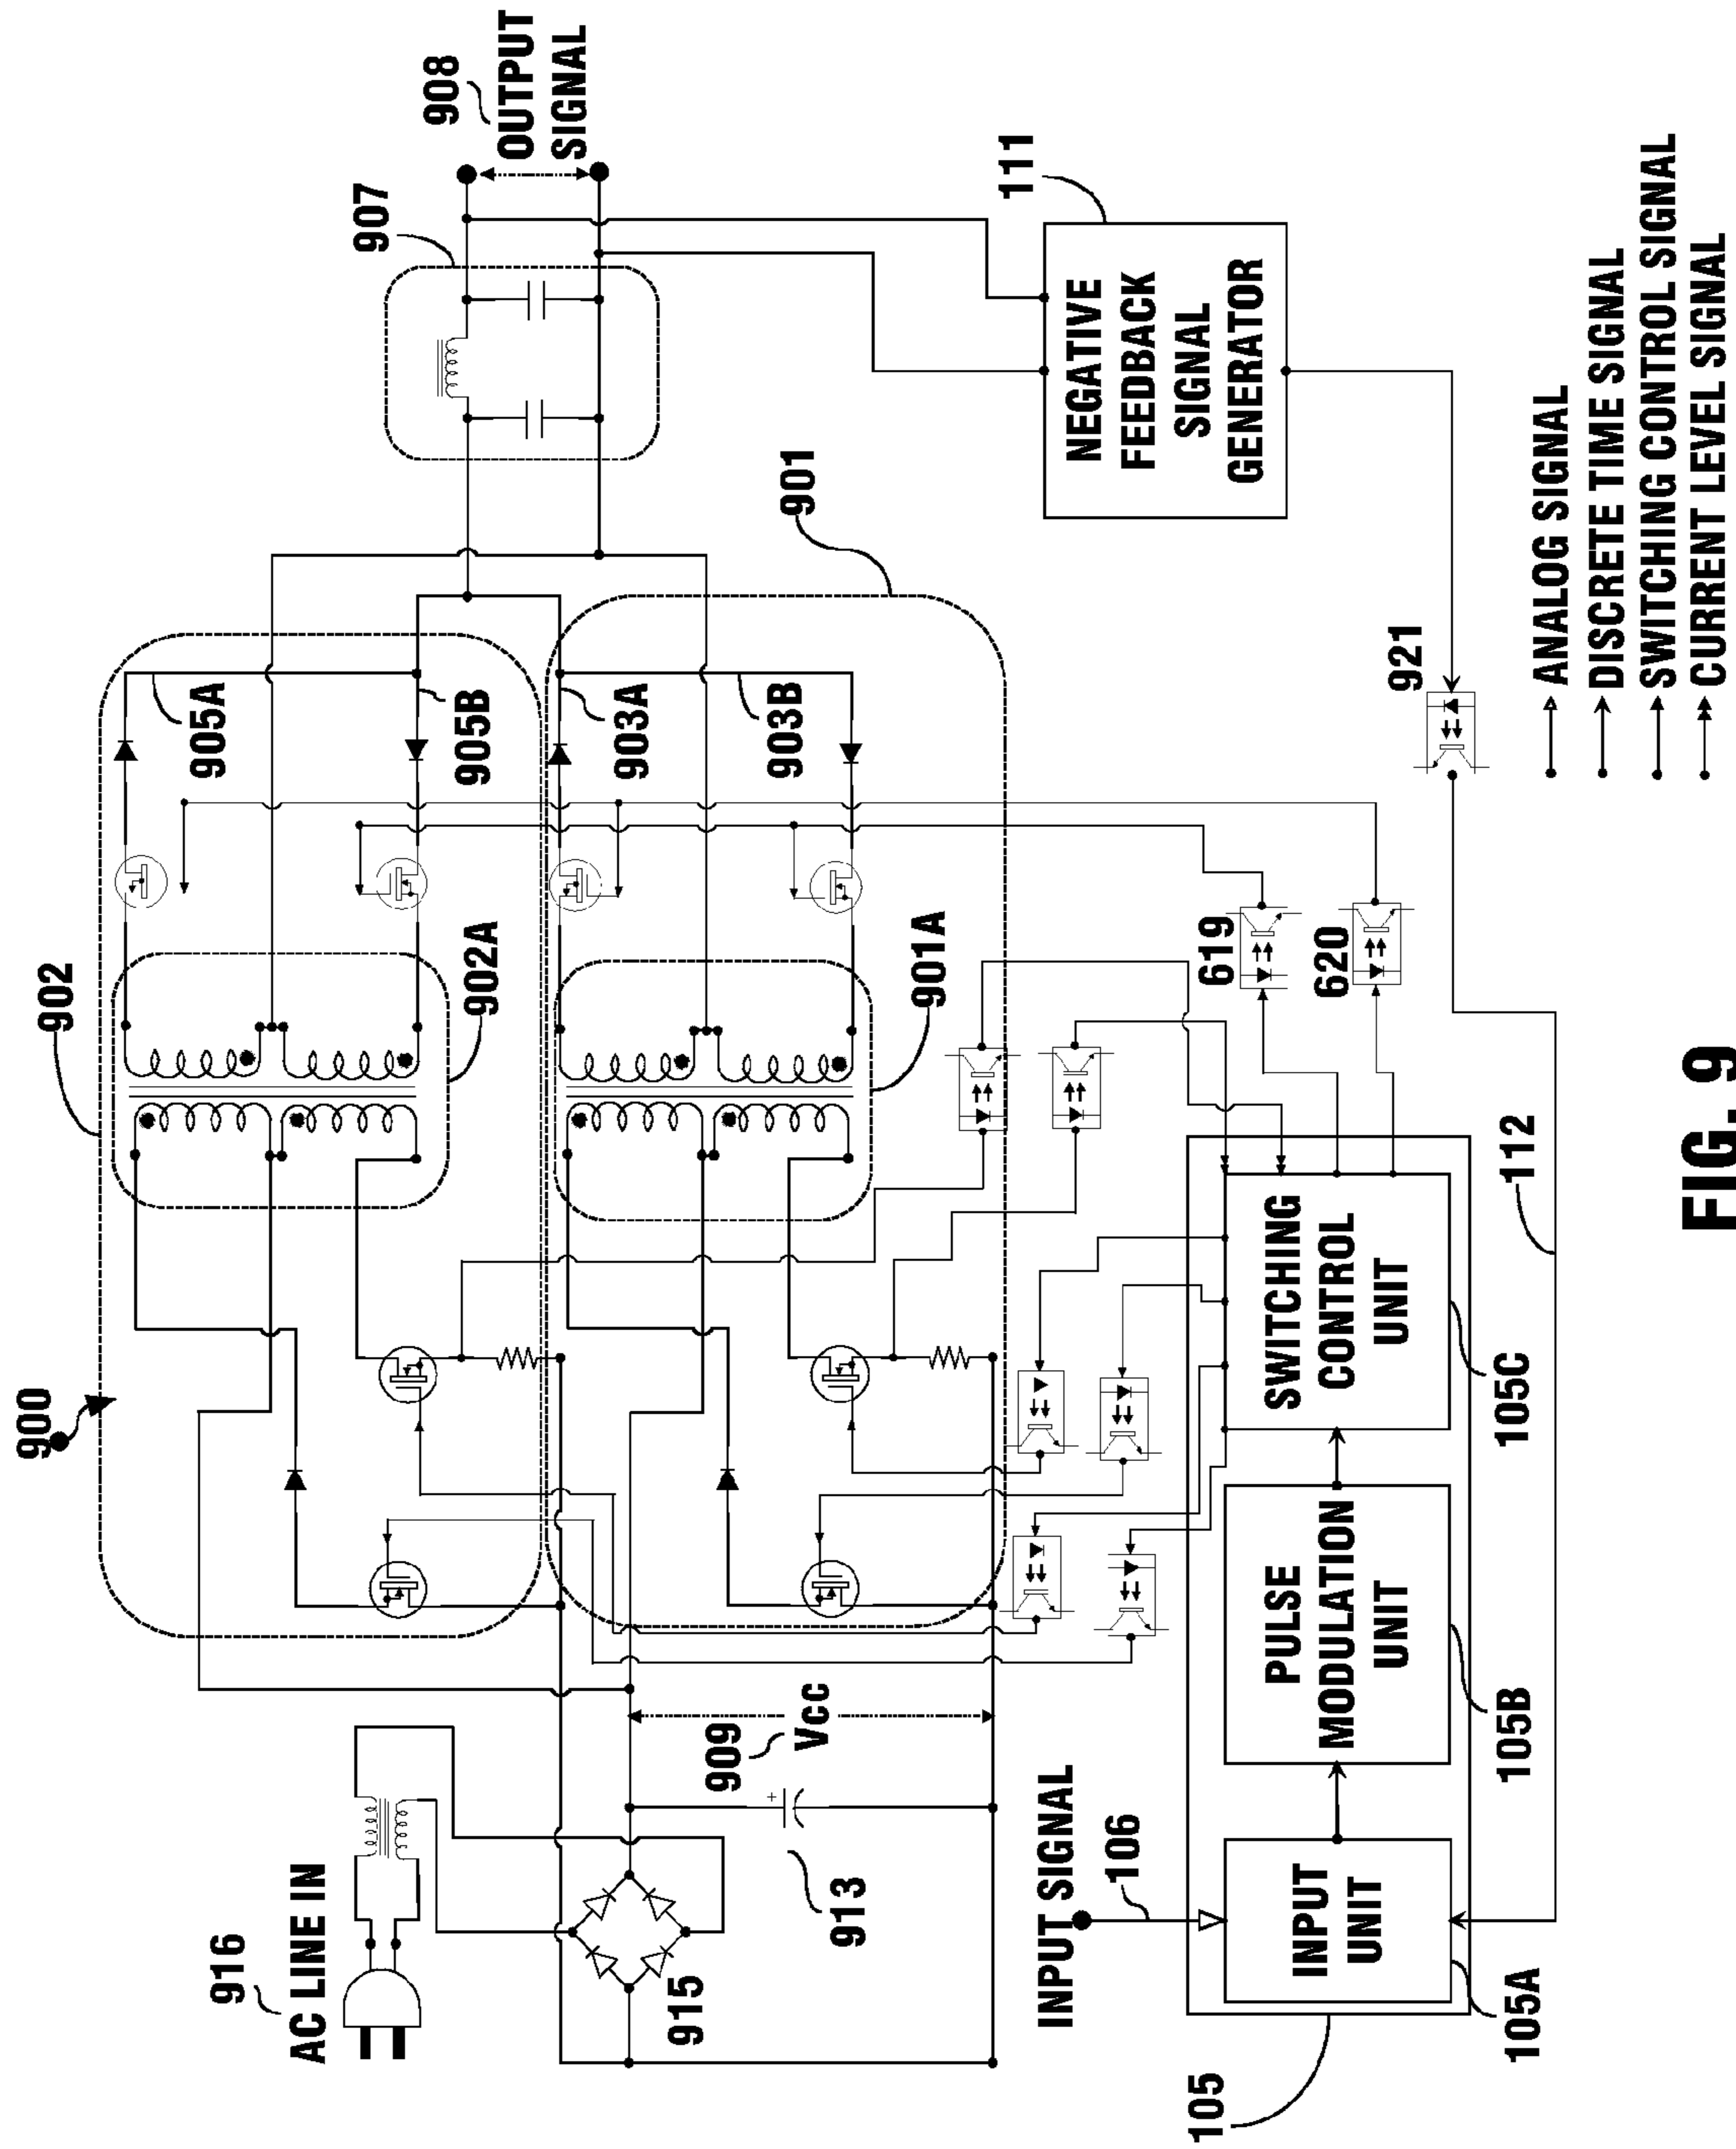 900
902
902A
905A
905B
903A
903B
901
901A
907
908
OUTPUT
SIGNAL
916
AC LINE IN
915
913
+
909
Vcc
INPUT SIGNAL
106
105
INPUT
UNIT
105A
PULSE
MODULATION
UNIT
105B
SWITCHING
CONTROL
UNIT
105C
619
620
112
921
111
NEGATIVE
FEEDBACK
SIGNAL
GENERATOR
ANALOG SIGNAL
DISCRETE TIME SIGNAL
SWITCHING CONTROL SIGNAL
CURRENT LEVEL SIGNAL
FIG. 9